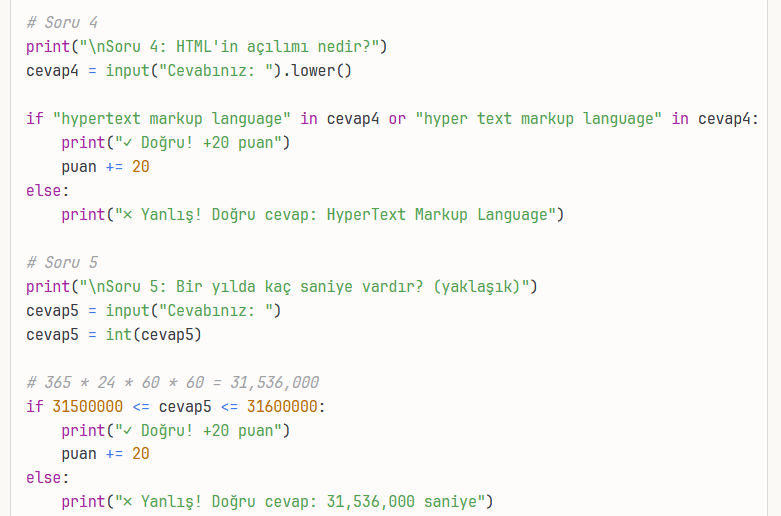 # Soru 4
print("\nSoru 4: HTML'in açılımı nedir?")
cevap4 = input("Cevabınız: ").lower()
if "hypertext markup language" in cevap4 or "hyper text markup language" in cevap4:
    print("✓ Doğru! +20 puan")
    puan += 20
else:
    print("✗ Yanlış! Doğru cevap: HyperText Markup Language")
# Soru 5
print("\nSoru 5: Bir yılda kaç saniye vardır? (yaklaşık)")
cevap5 = input("Cevabınız: ")
cevap5 = int(cevap5)
# 365 * 24 * 60 * 60 = 31,536,000
if 31500000 <= cevap5 <= 31600000:
    print("✓ Doğru! +20 puan")
    puan += 20
else:
    print("✗ Yanlış! Doğru cevap: 31,536,000 saniye")